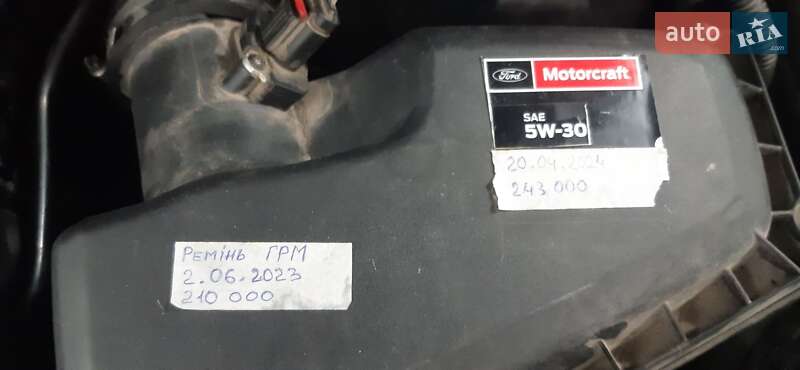 auto RIA.com
Ford Motorcraft
SAE
5W-30
20.04.2024
243.000
Ремінь ГРМ
2.06.2023
210 000